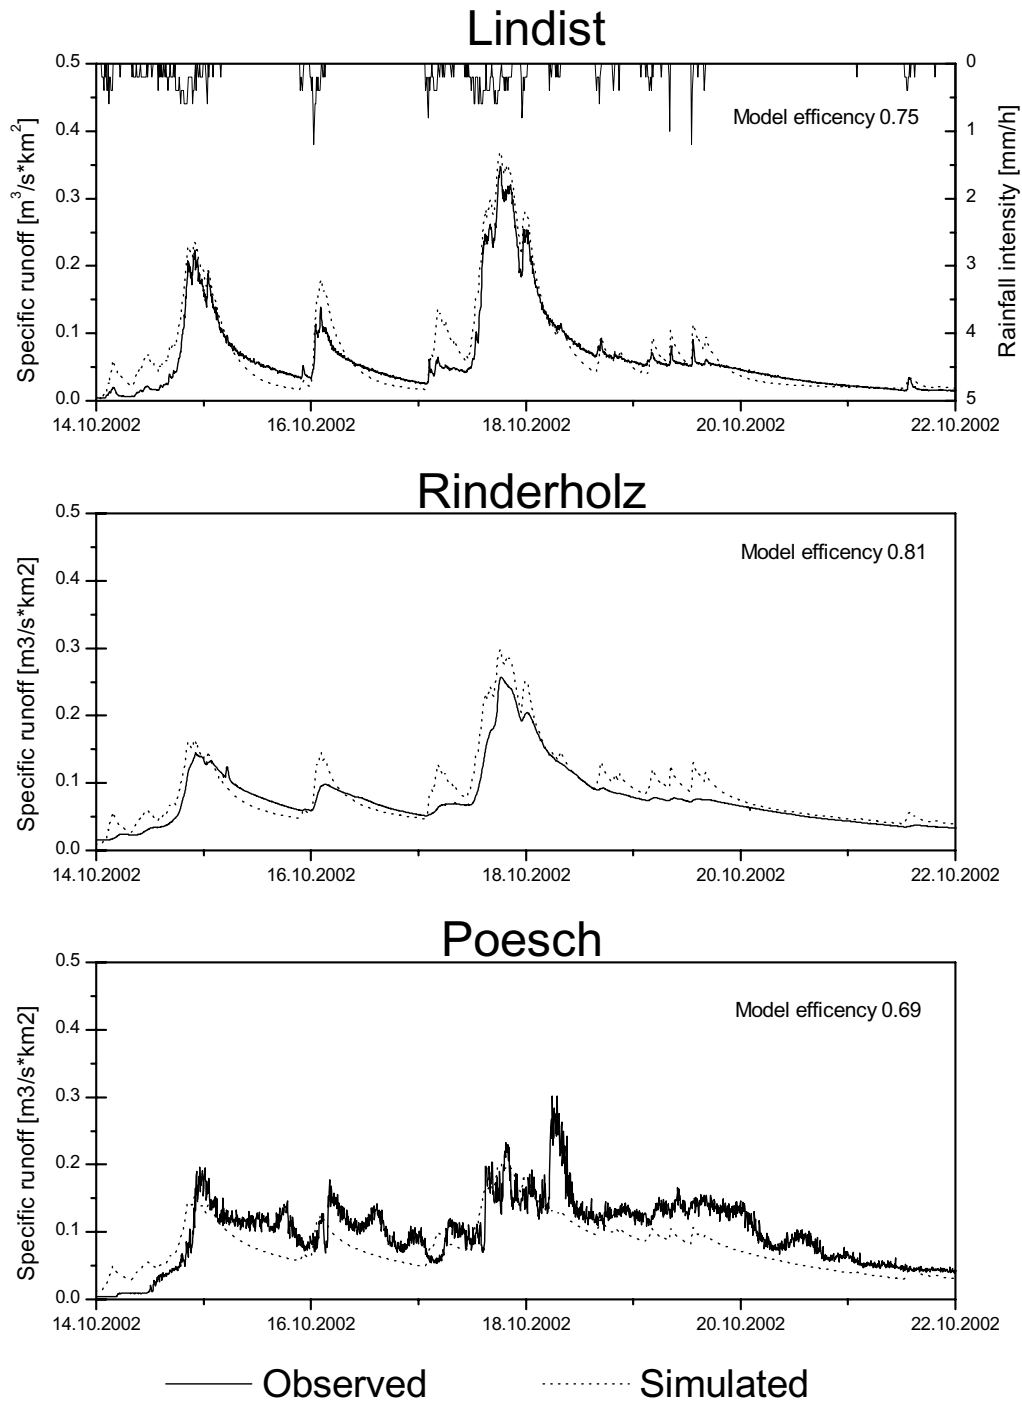 Lindist
0.5
0.4
0.3
0.2
0.1
0.0
Specific runoff [m³/s*km²]
Model efficency 0.75
0
1
2
3
4
5
Rainfall intensity [mm/h]
14.10.2002 16.10.2002 18.10.2002 20.10.2002 22.10.2002
Rinderholz
0.5
0.4
0.3
0.2
0.1
0.0
Specific runoff [m3/s*km2]
Model efficency 0.81
14.10.2002 16.10.2002 18.10.2002 20.10.2002 22.10.2002
Poesch
0.5
0.4
0.3
0.2
0.1
0.0
Specific runoff [m3/s*km2]
Model efficency 0.69
14.10.2002 16.10.2002 18.10.2002 20.10.2002 22.10.2002
Observed Simulated